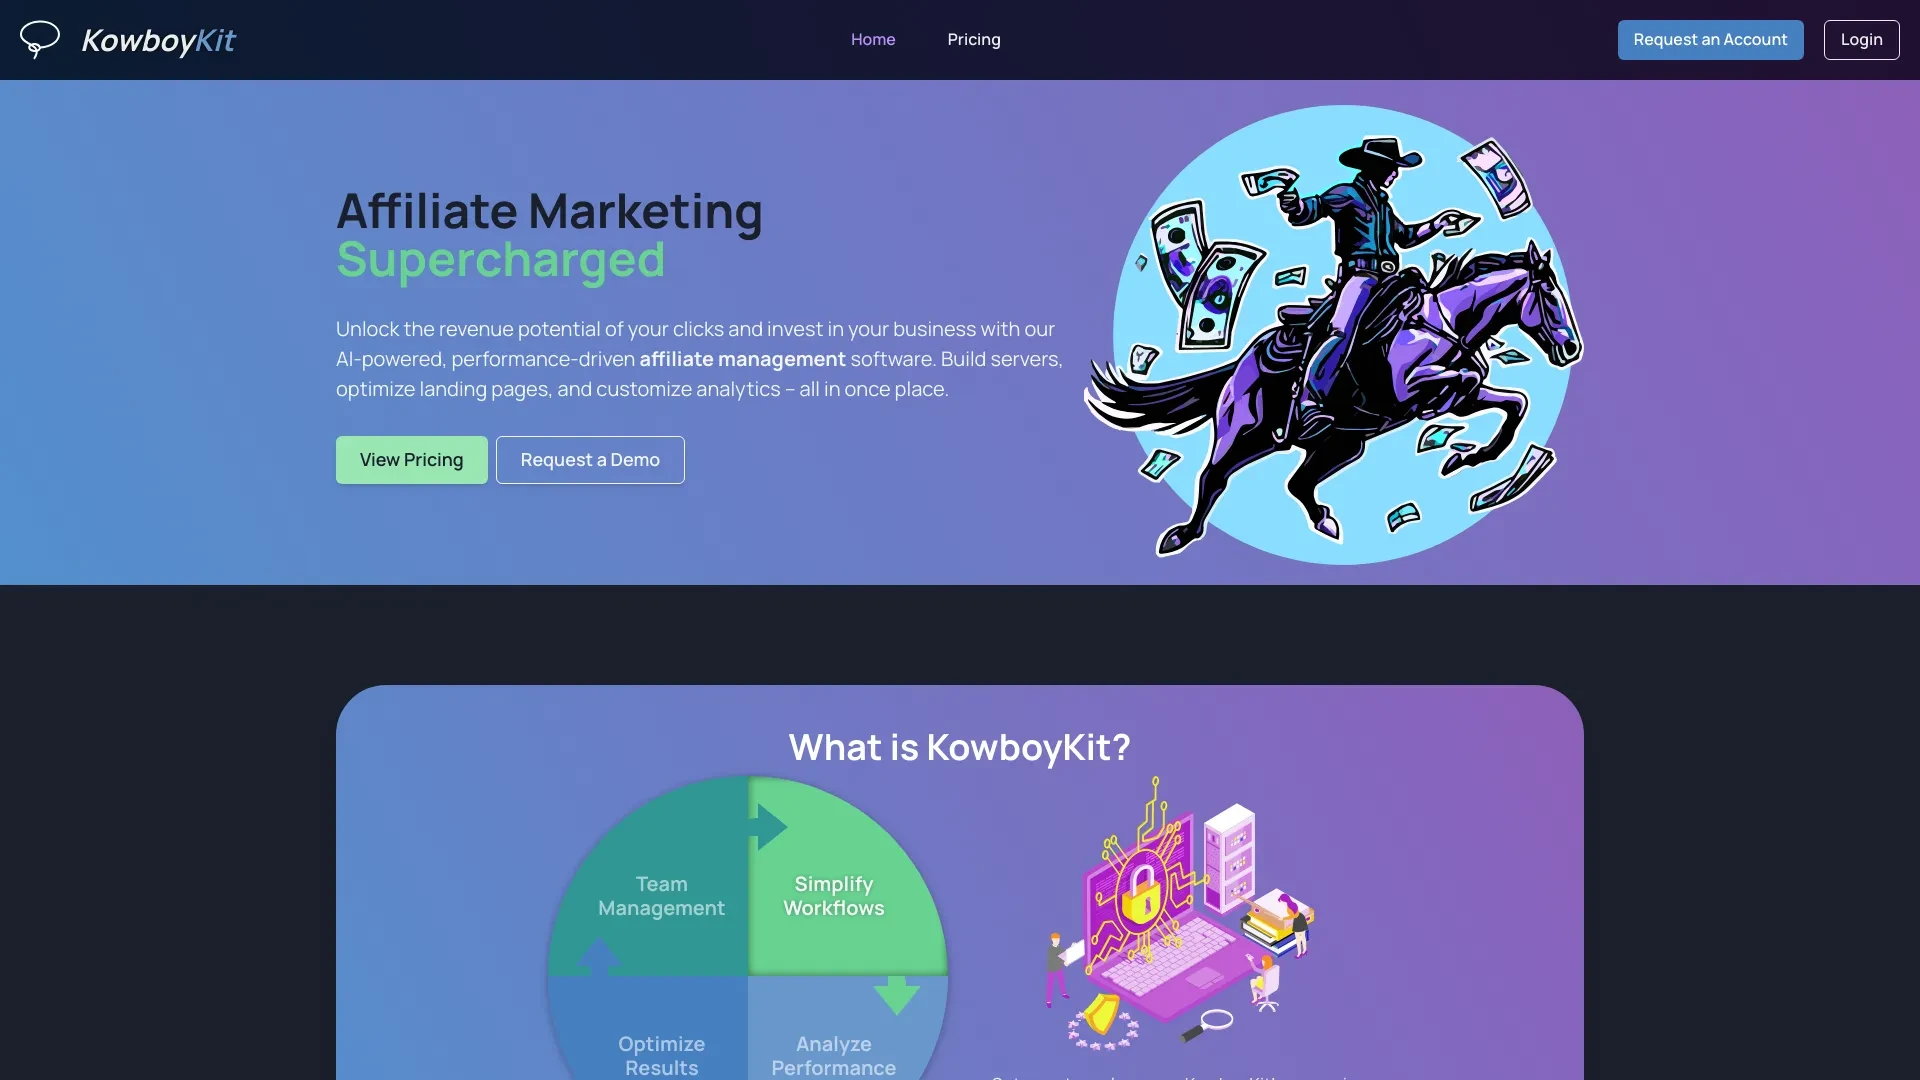 KowboyKit
Home
Pricing
Request an Account
Login
Affiliate Marketing
Supercharged
Unlock the revenue potential of your clicks and invest in your business with our
AI-powered, performance-driven affiliate management software. Build servers,
optimize landing pages, and customize analytics – all in once place.
View Pricing
Request a Demo
What is KowboyKit?
Team
Management
Simplify
Workflows
Optimize
Results
Analyze
Performance